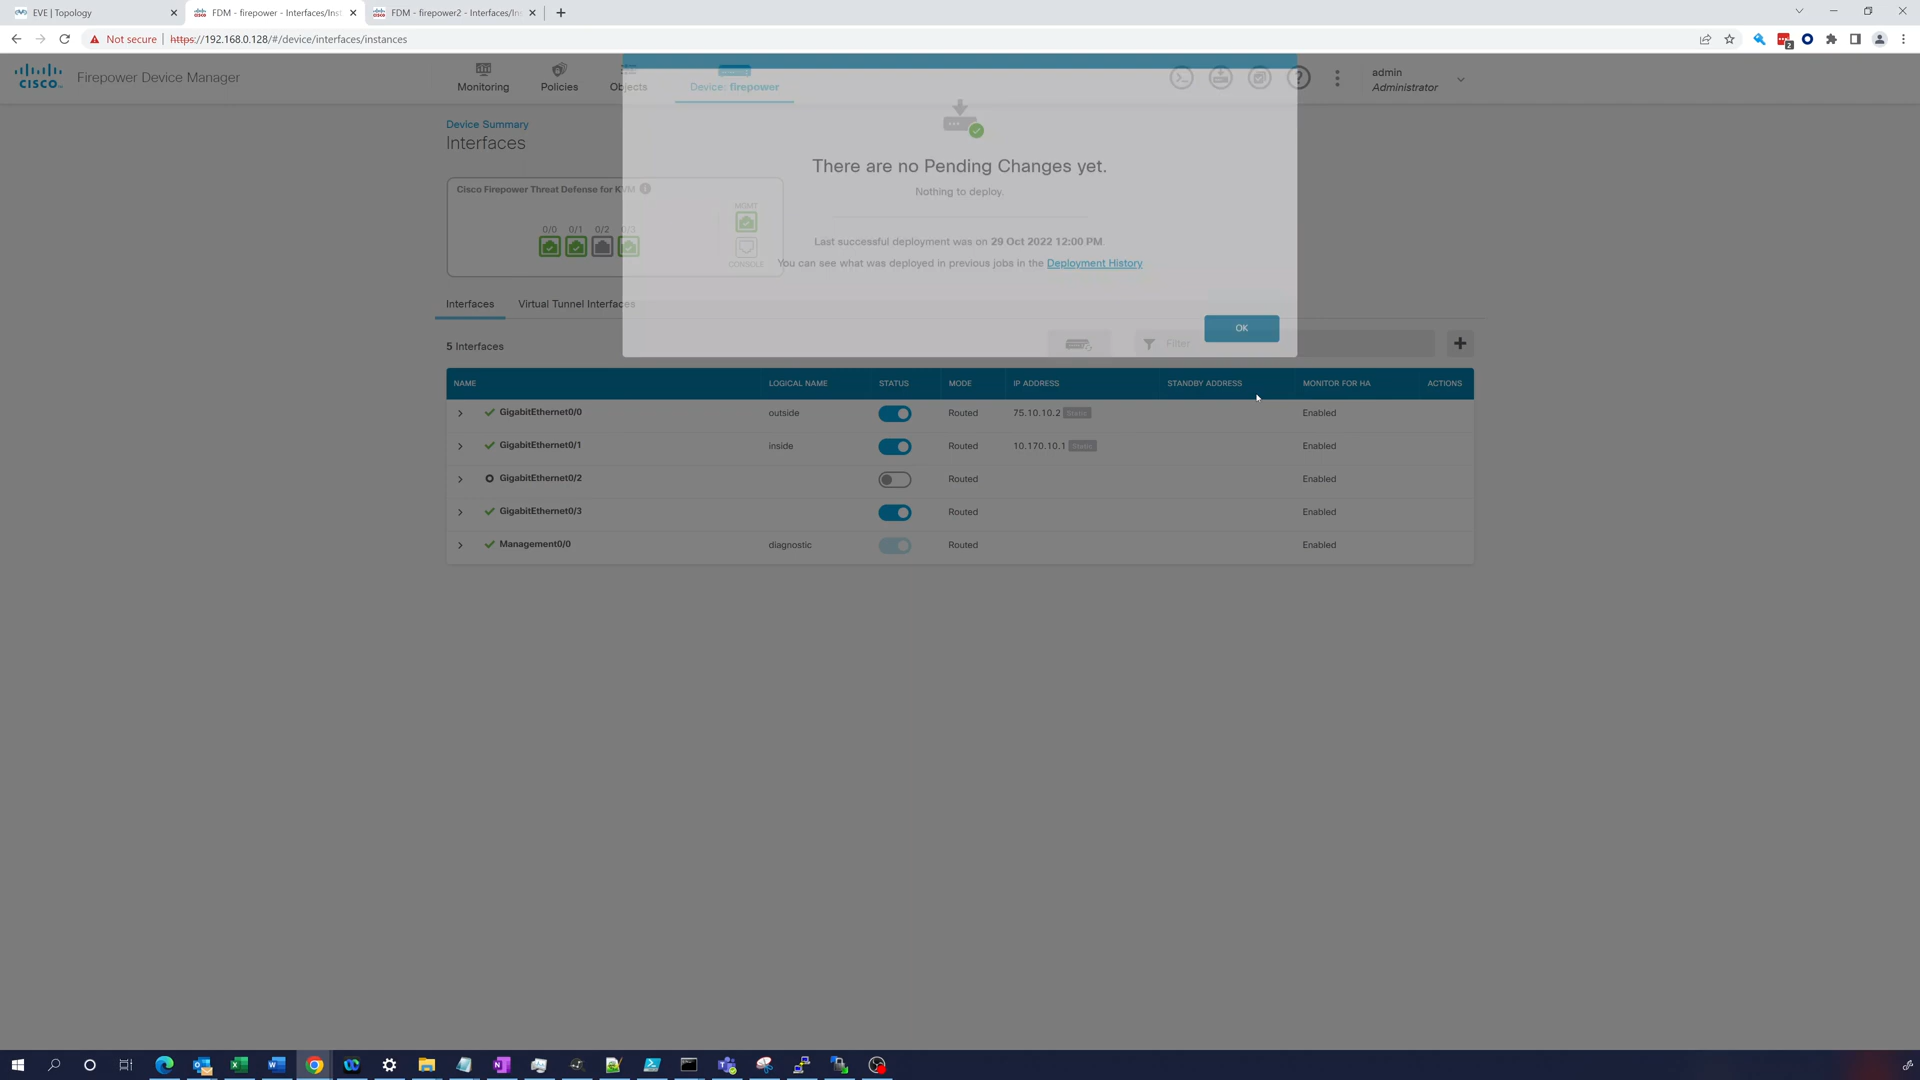 EVE | Topology
FDM - firepower - Interfaces/Inst
FDM - firepower2 - Interfaces/In
Not secure
https://192.168.0.128/#/device/interfaces/instances
2
CISCO
Firepower Device Manager
Monitoring
Policies
Objects
Device: firepower
admin
Administrator
There are no Pending Changes yet.
Nothing to deploy.
Last successful deployment was on 29 Oct 2022 12:00 PM
You can see what was deployed in previous jobs in the Deployment History
OK
Device Summary
Interfaces
Cisco Firepower Threat Defense for KVM
0/0 0/1 0/2 0/3
MGMT
CONSOLE
Interfaces
Virtual Tunnel Interfaces
5 Interfaces
Filter
NAME LOGICAL NAME STATUS MODE IP ADDRESS STANDBY ADDRESS MONITOR FOR HA ACTIONS
GigabitEthernet0/0 outside Routed 75.10.10.2 Static Enabled
GigabitEthernet0/1 inside Routed 10.170.10.1 Static Enabled
GigabitEthernet0/2 Routed Enabled
GigabitEthernet0/3 Routed Enabled
Management0/0 diagnostic Routed Enabled